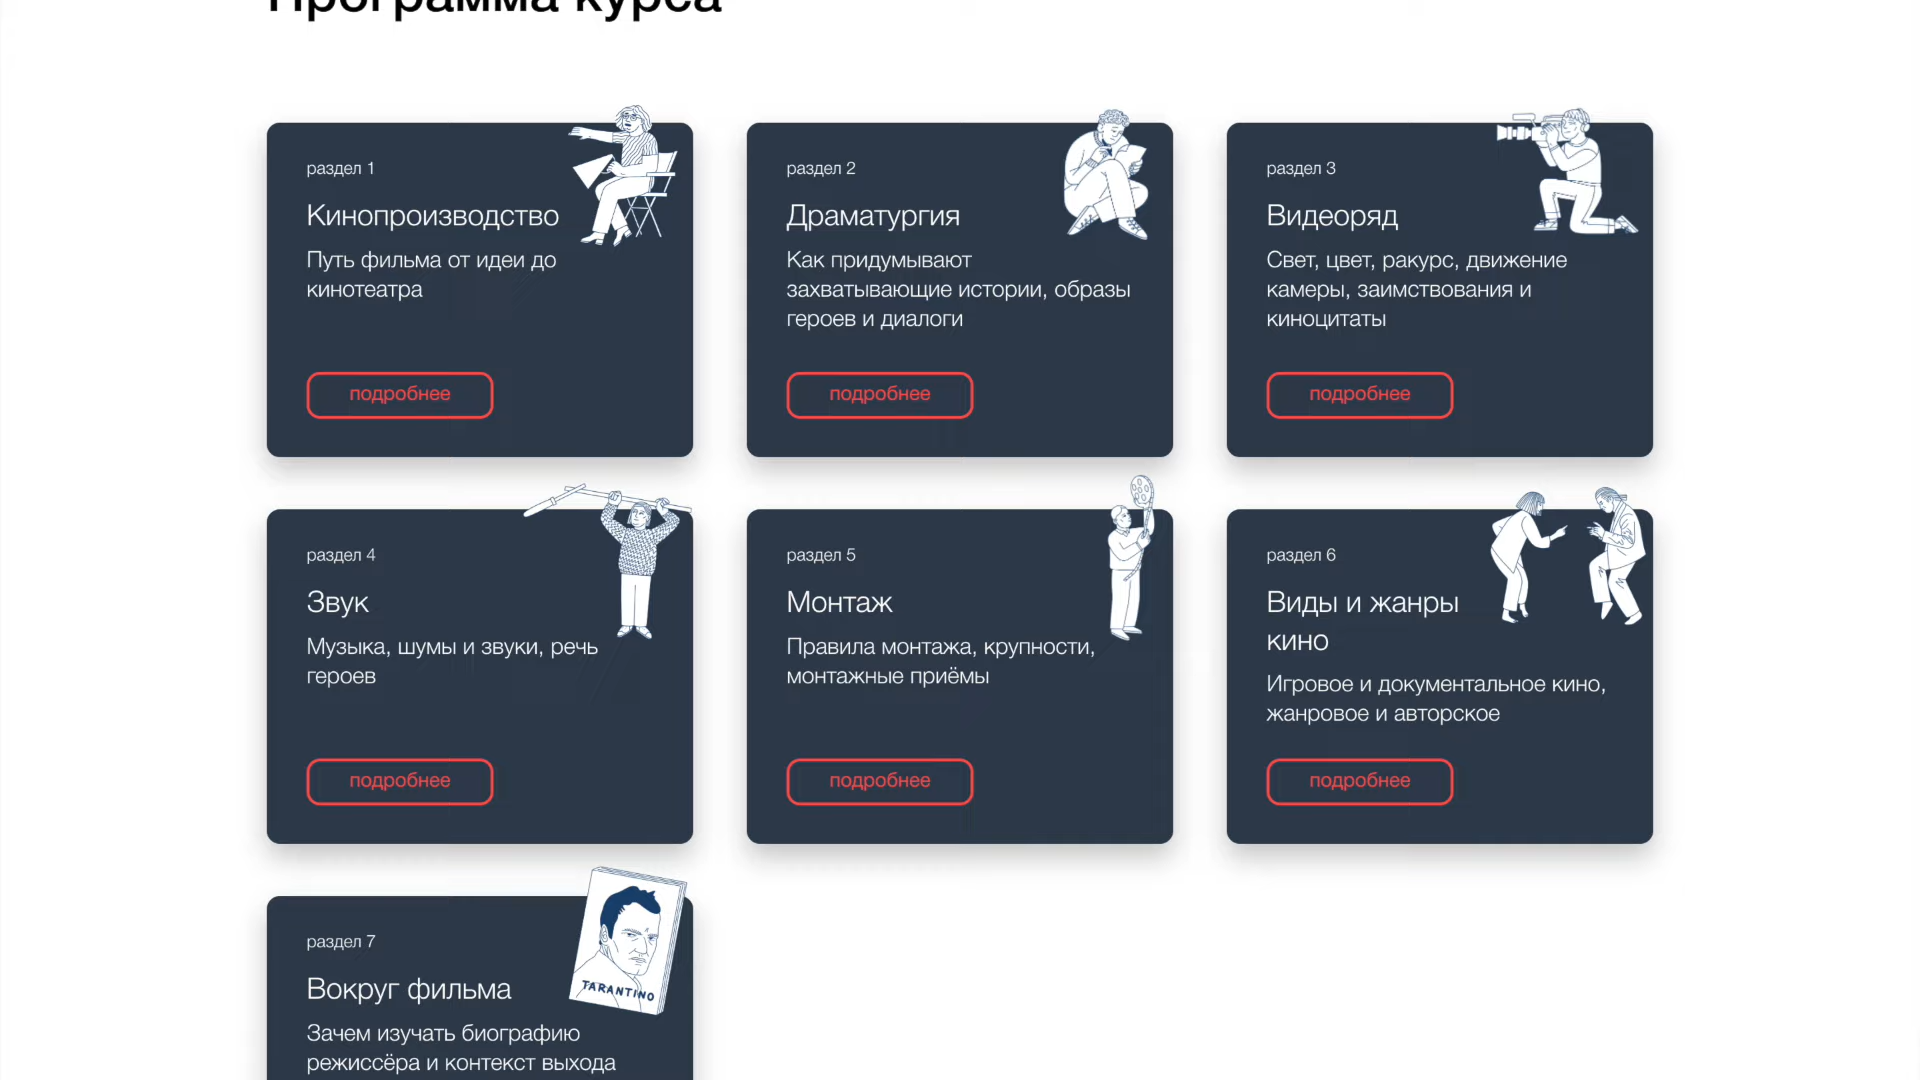 Программа курса
раздел 1
Кинопроизводство
Путь фильма от идеи до
кинотеатра
подробнее
раздел 2
Драматургия
Как придумывают
захватывающие истории, образы
героев и диалоги
подробнее
раздел 3
Видеоряд
Свет, цвет, ракурс, движение
камеры, заимствования и
киноцитаты
подробнее
раздел 4
Звук
Музыка, шумы и звуки, речь
героев
подробнее
раздел 5
Монтаж
Правила монтажа, крупности,
монтажные приёмы
подробнее
раздел 6
Виды и жанры
кино
Игровое и документальное кино,
жанровое и авторское
подробнее
раздел 7
Вокруг фильма
Зачем изучать биографию
режиссёра и контекст выхода
TARANTINO